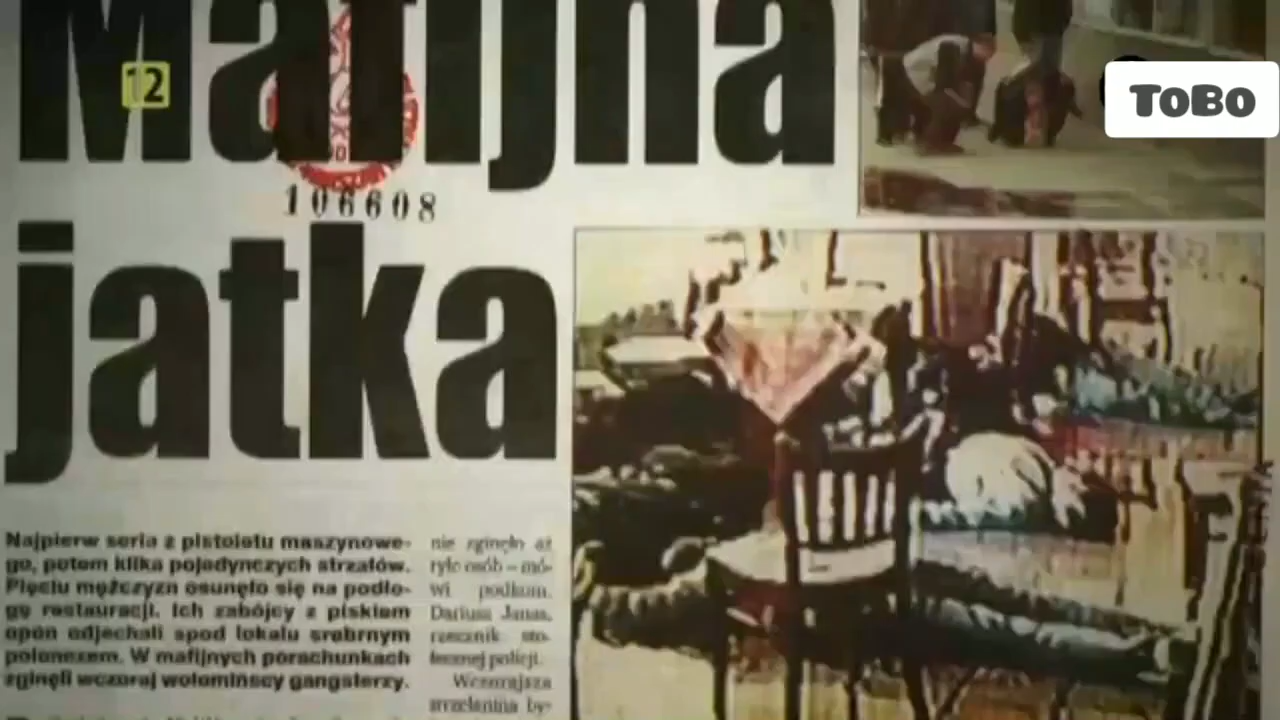 Mafijna
12
ToBo
106608
jatka
Najpierw seria z pistoletu maszynowe-
go, potem kilka pojedynczych strzałów.
Pięciu mężczyzn osunęło się na podło-
gę restauracji. Ich zabójcy z piskiem
opon odjechali spod lokalu srebrnym
polonezem. W mafijnych porachunkach
zginęli wczoraj wołomińscy gangsterzy.
nie zginęło aż
tyle osób – mó-
wi podkom.
Dariusz Janas,
rzecznik sto-
łecznej policji.
Wczorajsza
strzelanina by-